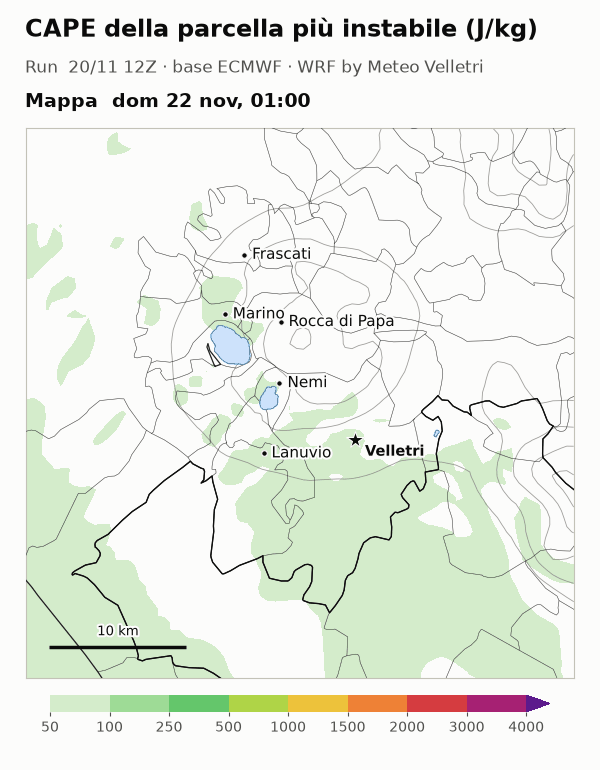 CAPE della parcella più instabile (J/kg)
Run  20/11 12Z · base ECMWF · WRF by Meteo Velletri
Mappa  dom 22 nov, 01:00
Frascati
Marino
Rocca di Papa
Nemi
Velletri
Lanuvio
10 km
50 100 250 500 1000 1500 2000 3000 4000